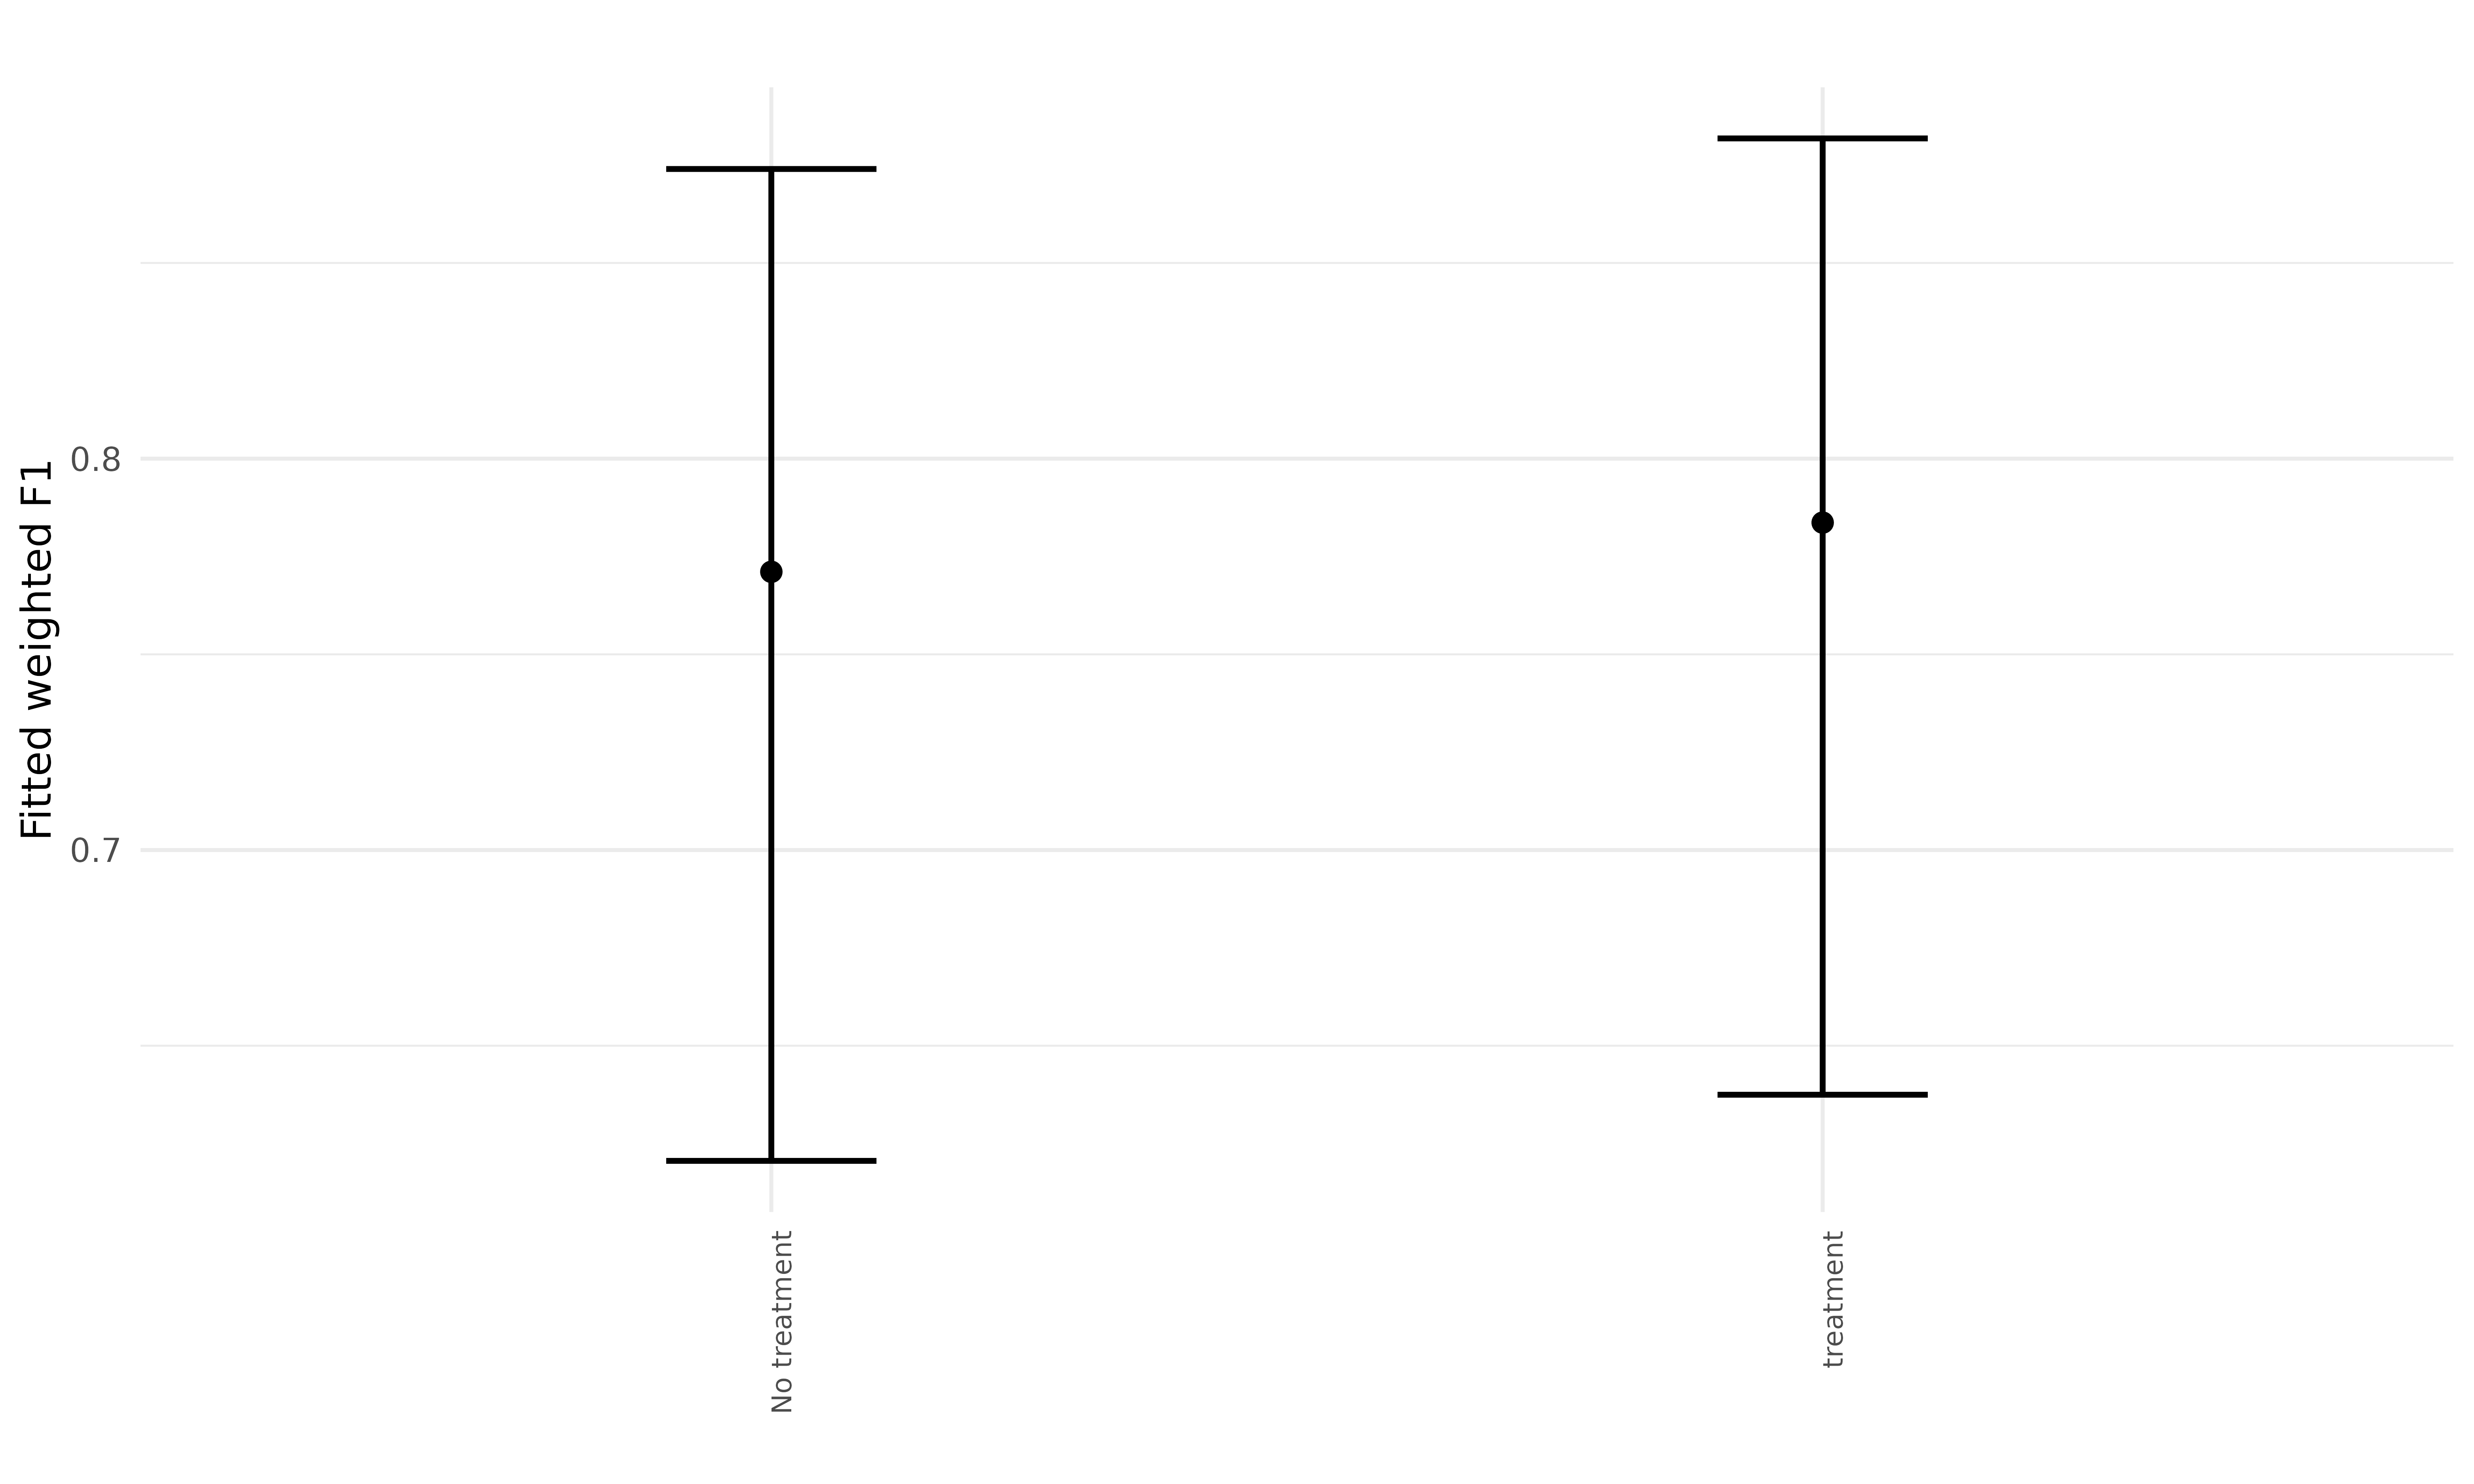 Fitted weighted F1
0.8
0.7
No treatment
treatment